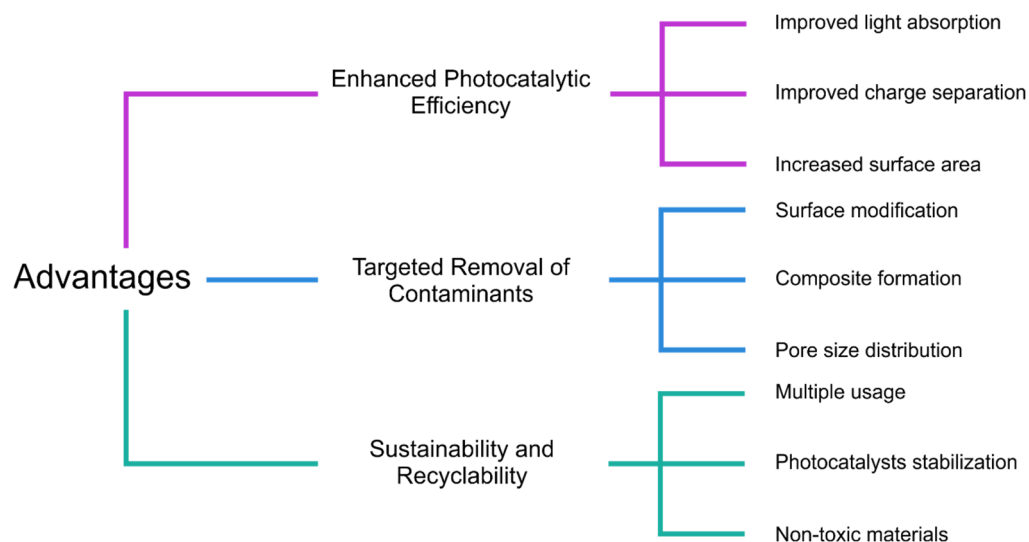 Advantages
Enhanced Photocatalytic
Efficiency
Improved light absorption
Improved charge separation
Increased surface area
Targeted Removal of
Contaminants
Surface modification
Composite formation
Pore size distribution
Sustainability and
Recyclability
Multiple usage
Photocatalysts stabilization
Non-toxic materials